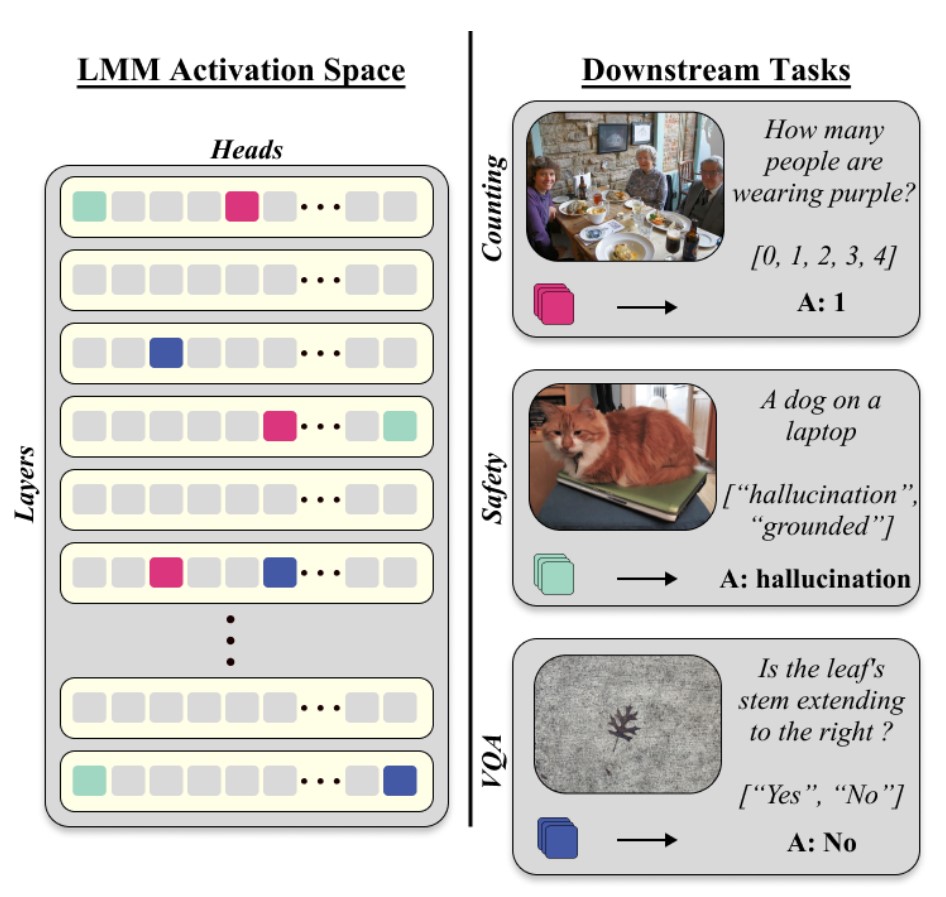 LMM Activation Space
Heads
Layers
Downstream Tasks
Counting
How many
people are
wearing purple?
[0, 1, 2, 3, 4]
A: 1
Safety
A dog on a
laptop
[“hallucination”,
“grounded”]
A: hallucination
VQA
Is the leaf's
stem extending
to the right ?
[“Yes”, “No”]
A: No